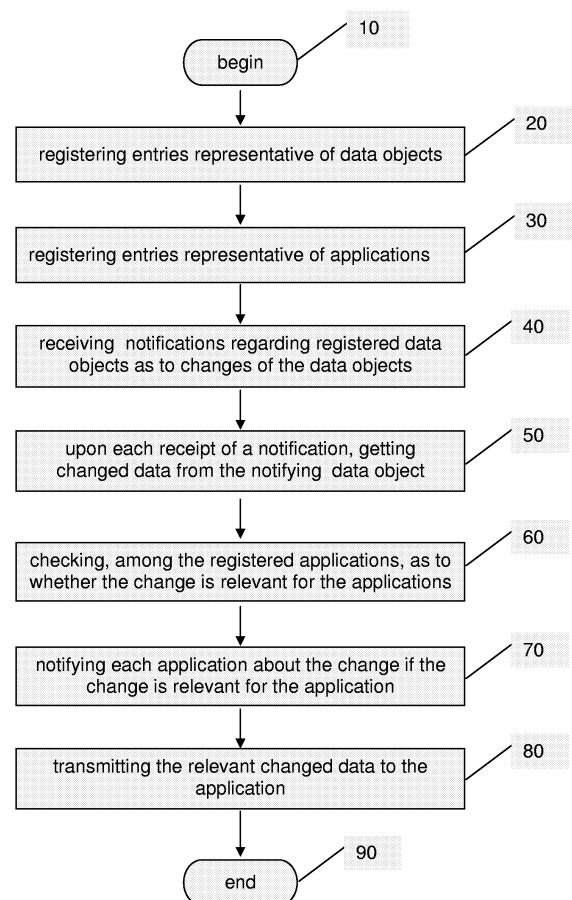 10
begin
20
registering entries representative of data objects
30
registering entries representative of applications
40
receiving notifications regarding registered data
objects as to changes of the data objects
50
upon each receipt of a notification, getting
changed data from the notifying data object
60
checking, among the registered applications, as to
whether the change is relevant for the applications
70
notifying each application about the change if the
change is relevant for the application
80
transmitting the relevant changed data to the
application
90
end